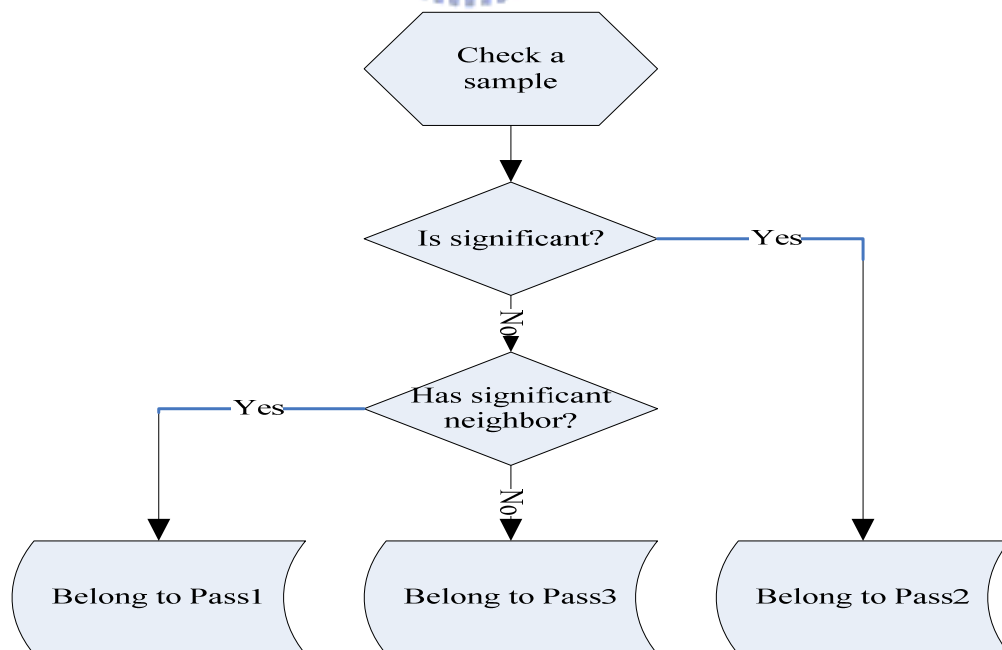 Check a
sample
Is significant?
Yes
No
Has significant
neighbor?
Yes
No
Belong to Pass1
Belong to Pass3
Belong to Pass2